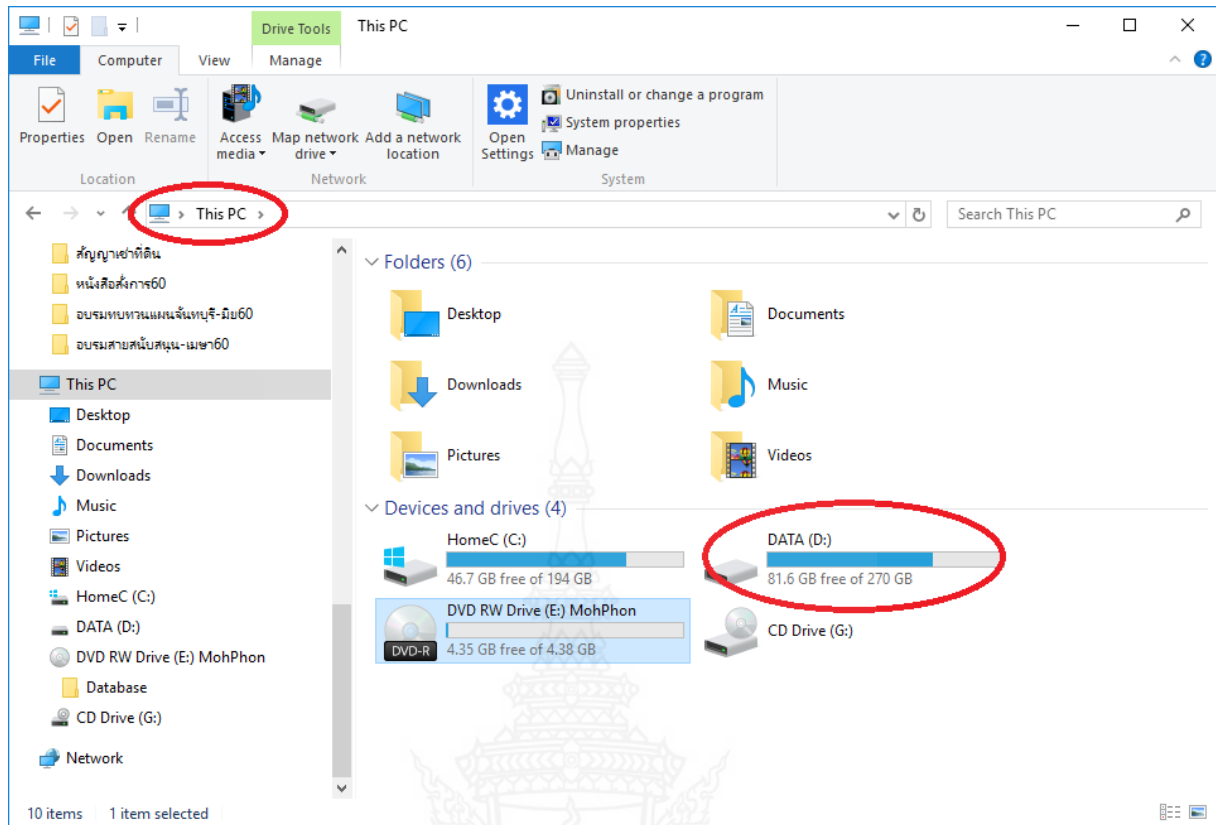 Drive Tools This PC
File Computer View Manage
Properties Open Rename Access media Map network drive Add a network location Open Settings Uninstall or change a program
System properties
Manage
Location Network System
This PC Search This PC
สัญญาเช่าที่ดิน
หนังสือสั่งการ60
อบรมทบทวนแผนจันทบุรี-มิย60
อบรมสายสนับสนุน-เมษา60
This PC
Desktop
Documents
Downloads
Music
Pictures
Videos
HomeC (C:)
DATA (D:)
DVD RW Drive (E:) MohPhon
Database
CD Drive (G:)
Network
Folders (6)
Desktop Documents
Downloads Music
Pictures Videos
Devices and drives (4)
HomeC (C:)
46.7 GB free of 194 GB
DATA (D:)
81.6 GB free of 270 GB
DVD RW Drive (E:) MohPhon
DVD-R
4.35 GB free of 4.38 GB
CD Drive (G:)
10 items 1 item selected